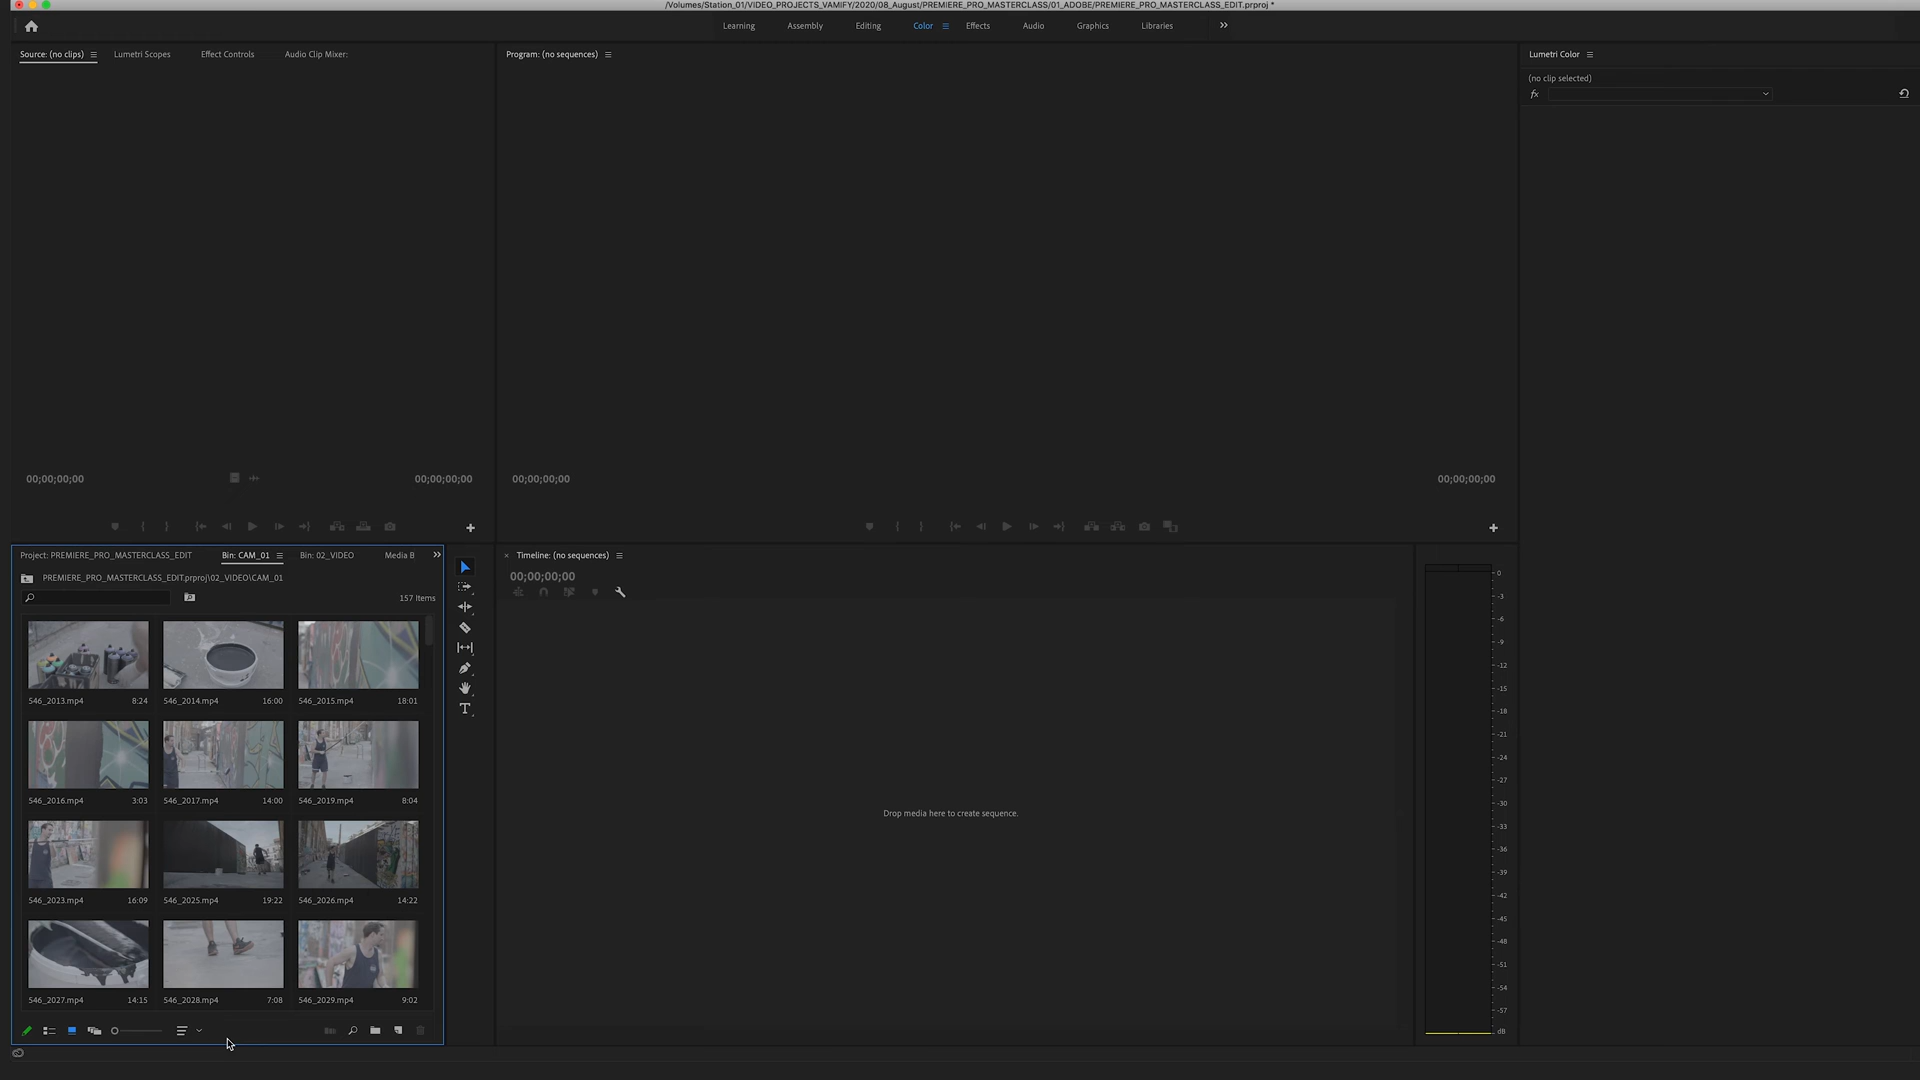 /Volumes/Station_01/VIDEO_PROJECTS_VAMIFY/2020/08_August/PREMIERE_PRO_MASTERCLASS/01_ADOBE/PREMIERE_PRO_MASTERCLASS_EDIT.prproj *
Learning Assembly Editing Color Effects Audio Graphics Libraries
Source: (no clips) Lumetri Scopes Effect Controls Audio Clip Mixer:
Program: (no sequences)
Lumetri Color
(no clip selected)
fx
00;00;00;00 00;00;00;00
00;00;00;00 00;00;00;00
Project: PREMIERE_PRO_MASTERCLASS_EDIT Bin: CAM_01 Bin: 02_VIDEO Media B
PREMIERE_PRO_MASTERCLASS_EDIT.prproj\02_VIDEO\CAM_01
157 Items
546_2013.mp4 8:24 546_2014.mp4 16:00 546_2015.mp4 18:01
546_2016.mp4 3:03 546_2017.mp4 14:00 546_2019.mp4 8:04
546_2023.mp4 16:09 546_2025.mp4 19:22 546_2026.mp4 14:22
546_2027.mp4 14:15 546_2028.mp4 7:08 546_2029.mp4 9:02
Timeline: (no sequences)
00;00;00;00
Drop media here to create sequence.
0
-3
-6
-9
-12
-15
-18
-21
-24
-27
-30
-33
-36
-39
-42
-45
-48
-51
-54
-57
dB